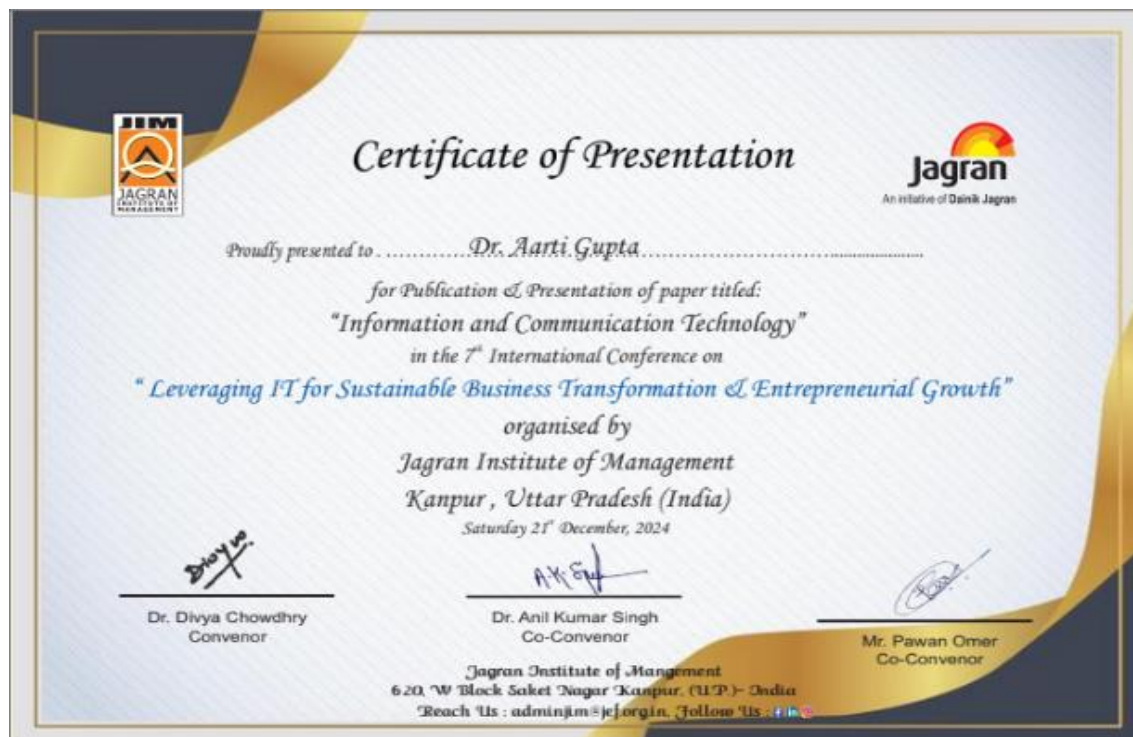 JIM
JAGRAN
INSTITUTE OF
MANAGEMENT
Certificate of Presentation
Jagran
An initiative of Dainik Jagran
Proudly presented to Dr. Aarti Gupta
for Publication & Presentation of paper titled:
"Information and Communication Technology"
in the 7th International Conference on
" Leveraging IT for Sustainable Business Transformation & Entrepreneurial Growth"
organised by
Jagran Institute of Management
Kanpur , Uttar Pradesh (India)
Saturday 21st December, 2024
Divya
A.K. Singh
Dr. Divya Chowdhry
Convenor
Dr. Anil Kumar Singh
Co-Convenor
Mr. Pawan Omer
Co-Convenor
Jagran Institute of Mangement
620, W Block Saket Nagar Kanpur, (U.P.)- India
Reach Us : adminjim@jef.org.in, Follow Us :